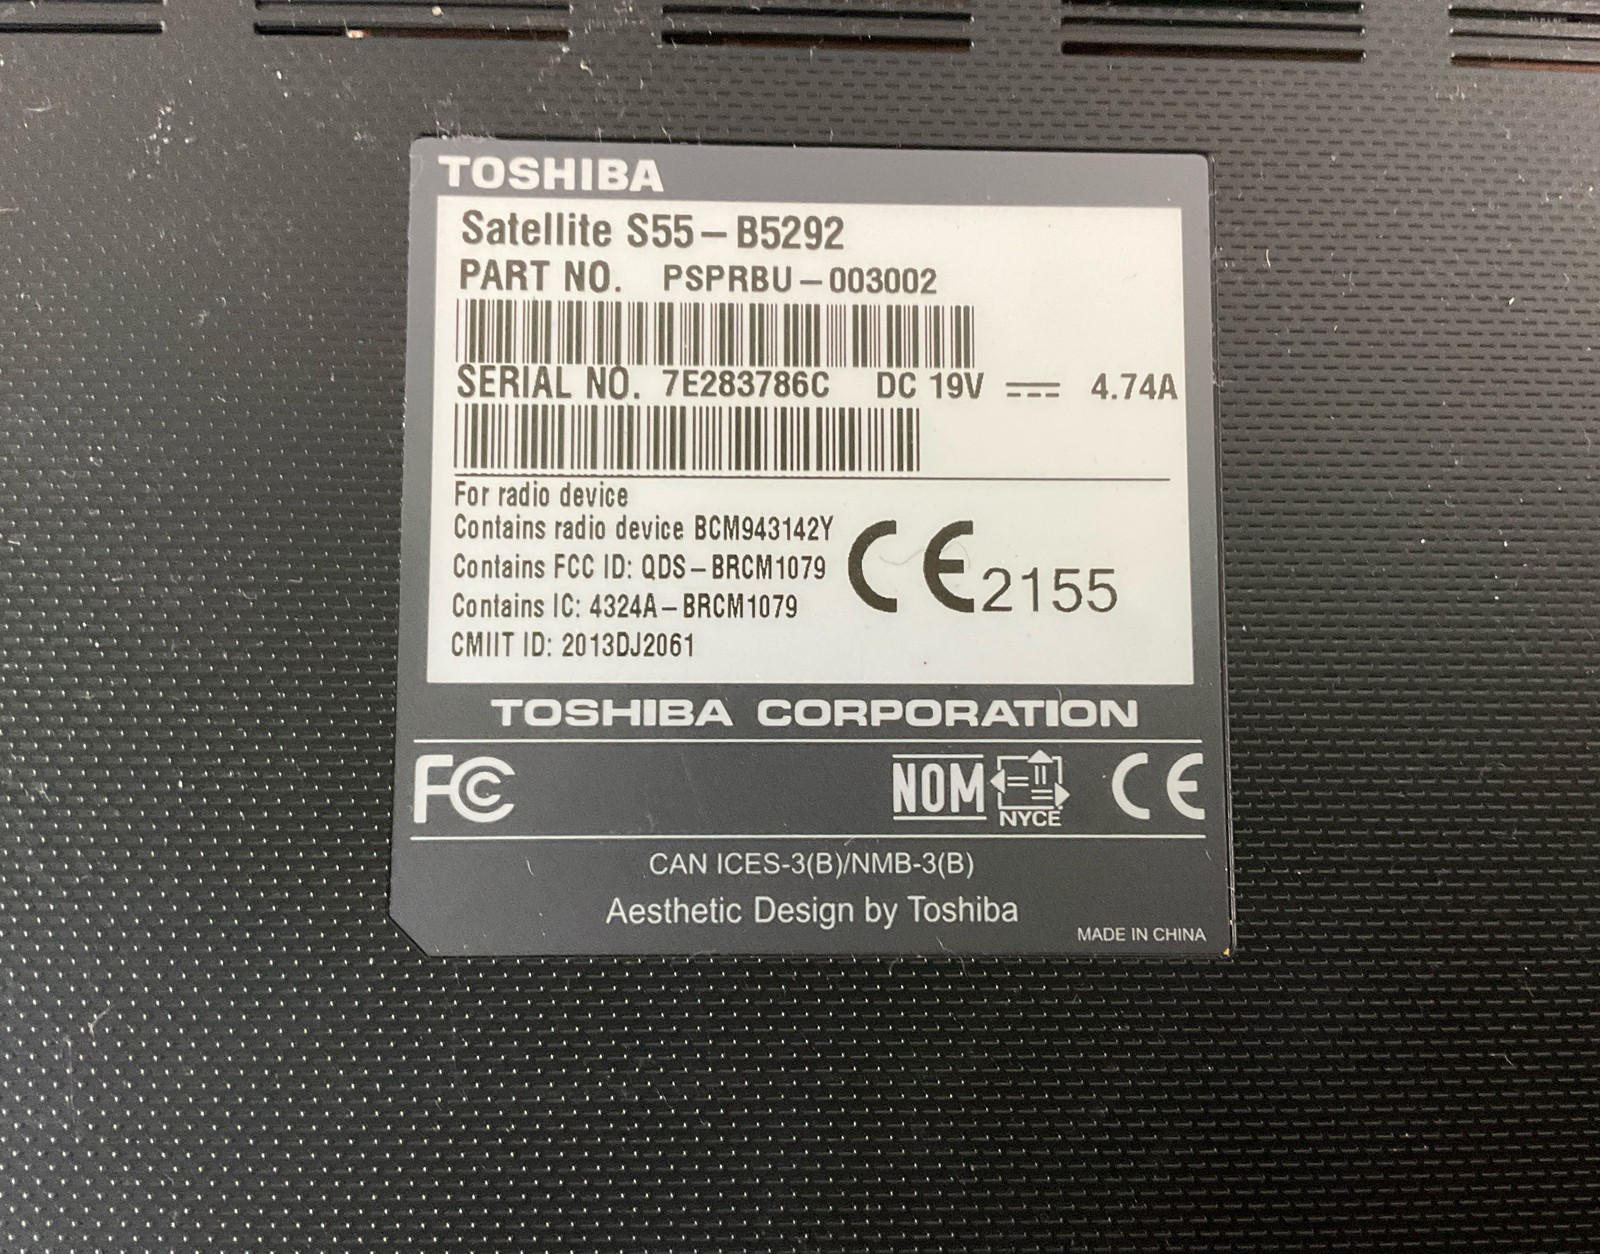 TOSHIBA
Satellite S55-B5292
PART NO. PSPRBU-003002
SERIAL NO. 7E283786C DC 19V ⎓ 4.74A
For radio device
Contains radio device BCM943142Y
Contains FCC ID: QDS-BRCM1079
Contains IC: 4324A-BRCM1079
CMIIT ID: 2013DJ2061
CE2155
TOSHIBA CORPORATION
FC NOM NYCE CE
CAN ICES-3(B)/NMB-3(B)
Aesthetic Design by Toshiba
MADE IN CHINA